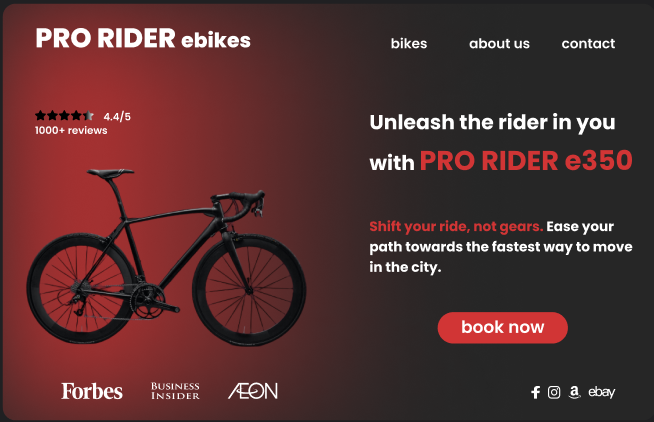 PRO RIDER ebikes
bikes about us contact
4.4/5
1000+ reviews
Unleash the rider in you
with PRO RIDER e350
Shift your ride, not gears. Ease your
path towards the fastest way to move
in the city.
book now
Forbes
BUSINESS
INSIDER
ÆON
ebay